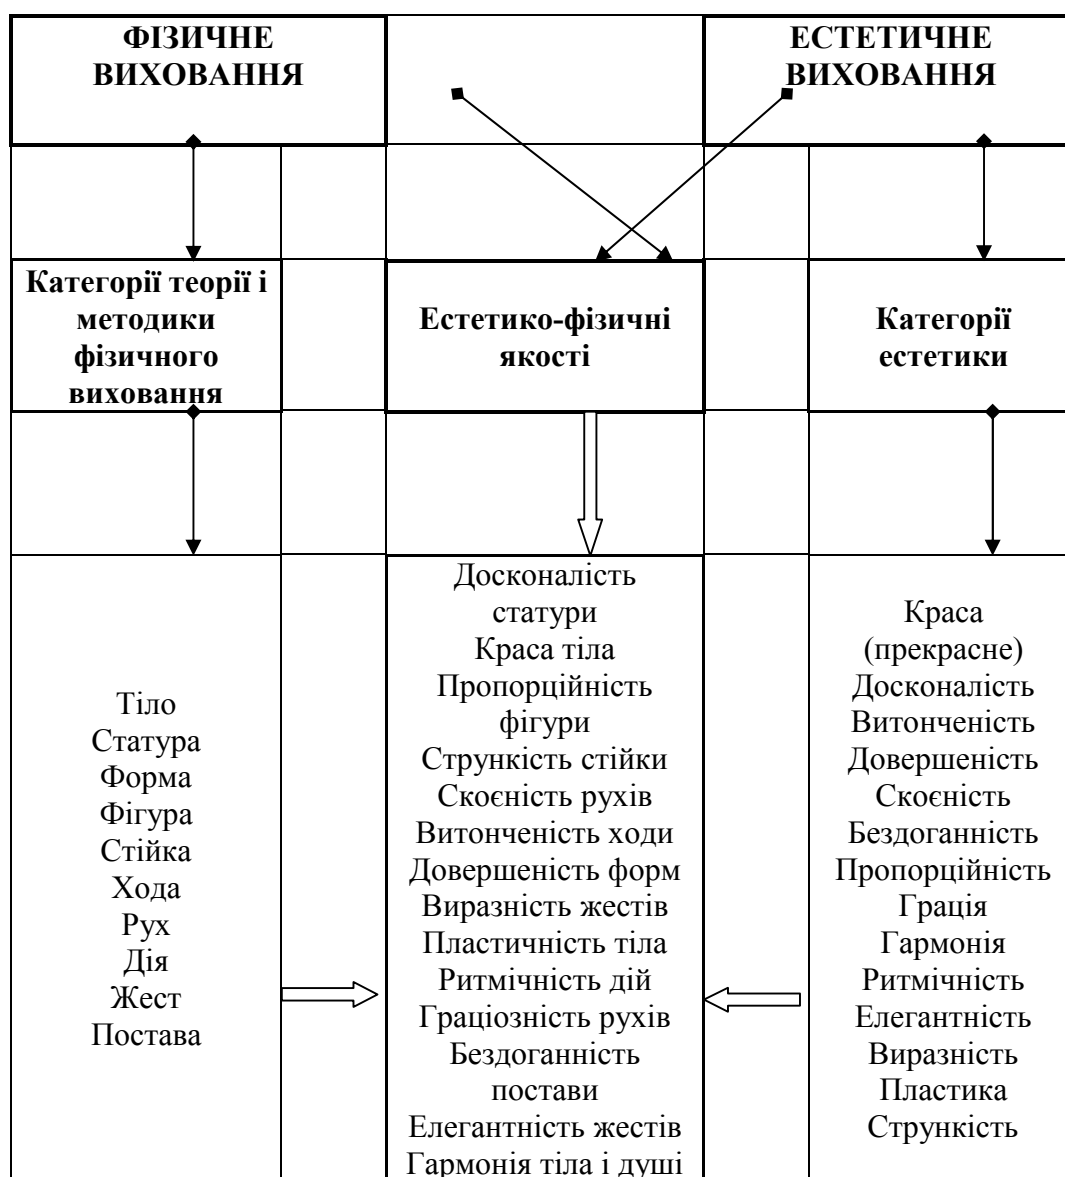 ФІЗИЧНЕ
ВИХОВАННЯ
ЕСТЕТИЧНЕ
ВИХОВАННЯ
Категорії теорії і
методики
фізичного
виховання
Естетико-фізичні
якості
Категорії
естетики
Тіло
Статура
Форма
Фігура
Стійка
Хода
Рух
Дія
Жест
Постава
Досконалість
статури
Краса тіла
Пропорційність
фігури
Стрункість стійки
Скоєність рухів
Витонченість ходи
Довершеність форм
Виразність жестів
Пластичність тіла
Ритмічність дій
Граціозність рухів
Бездоганність
постави
Елегантність жестів
Гармонія тіла і душі
Краса
(прекрасне)
Досконалість
Витонченість
Довершеність
Скоєність
Бездоганність
Пропорційність
Грація
Гармонія
Ритмічність
Елегантність
Виразність
Пластика
Стрункість